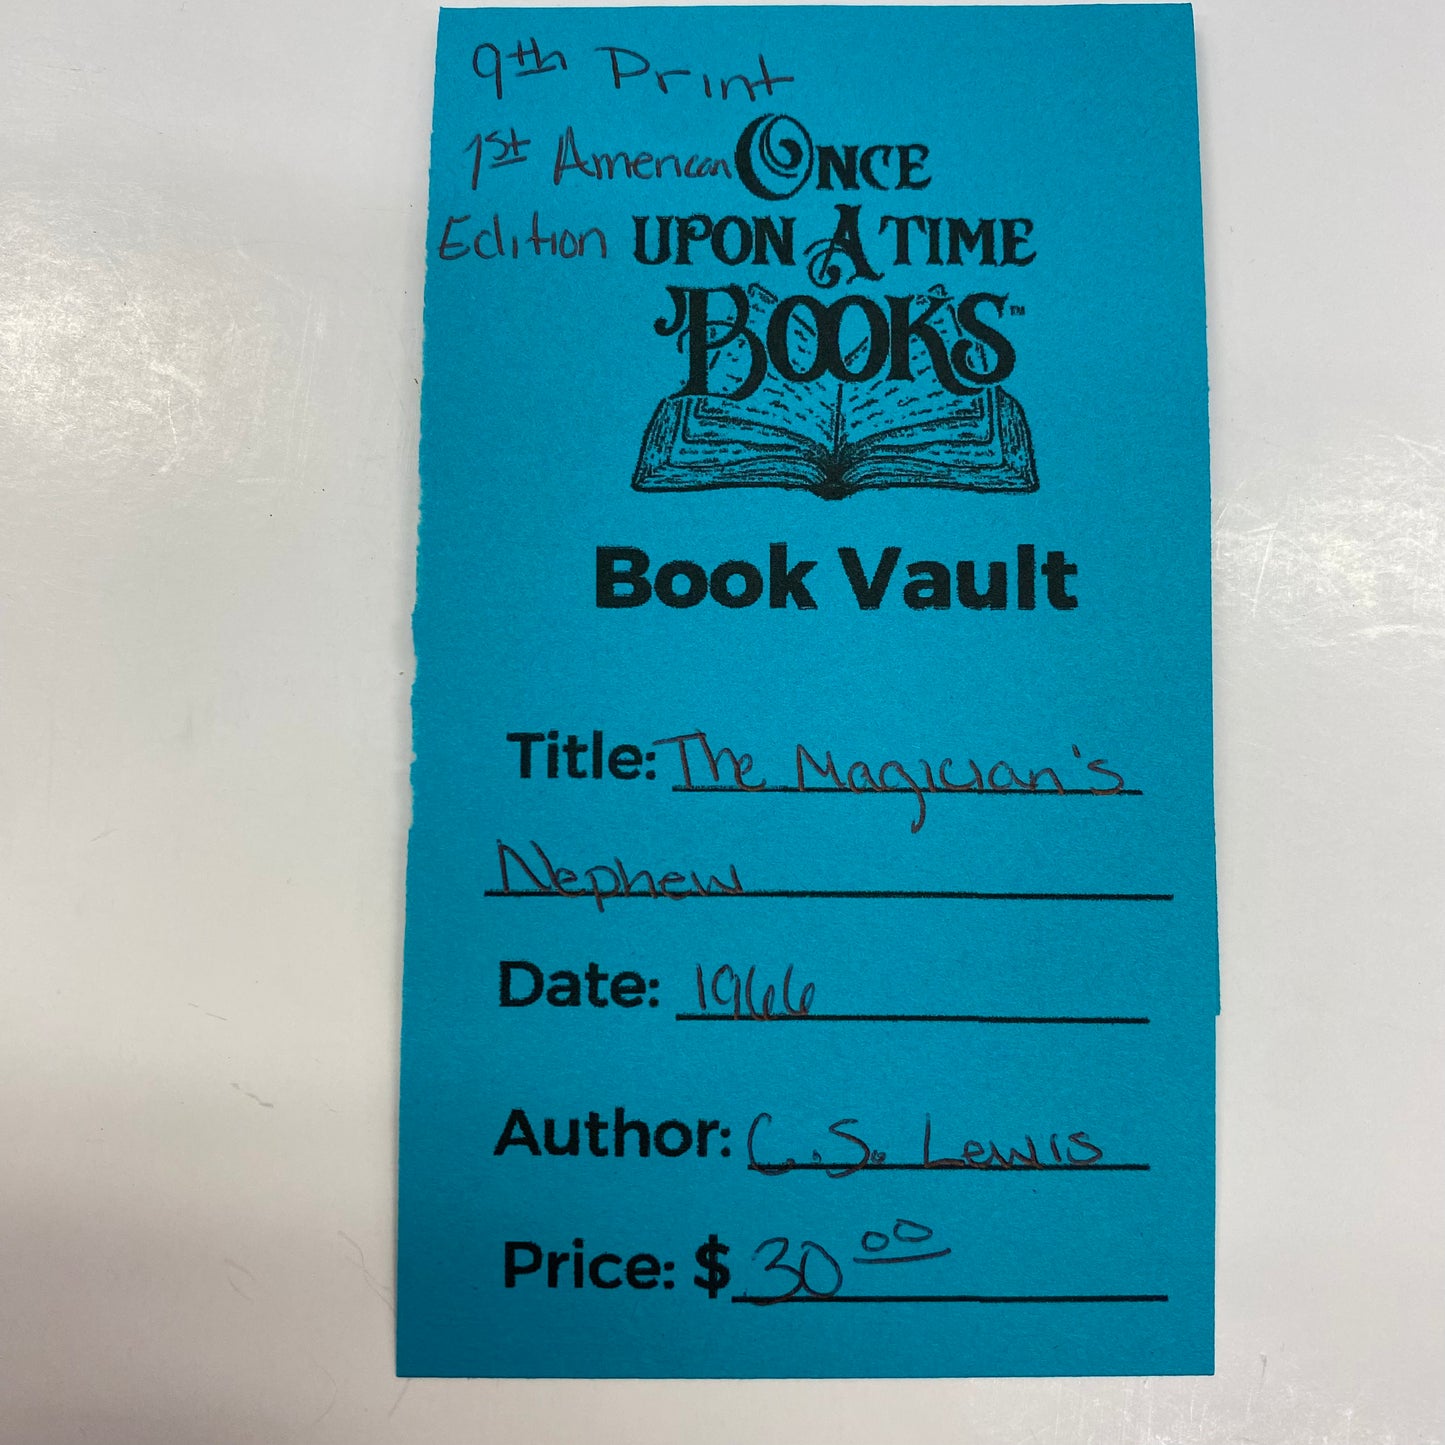 9th Print
1st American
Edition
ONCE
UPON A TIME
BOOKS™
Book Vault
Title: The Magician's
Nephew
Date: 1966
Author: C.S. Lewis
Price: $30.00